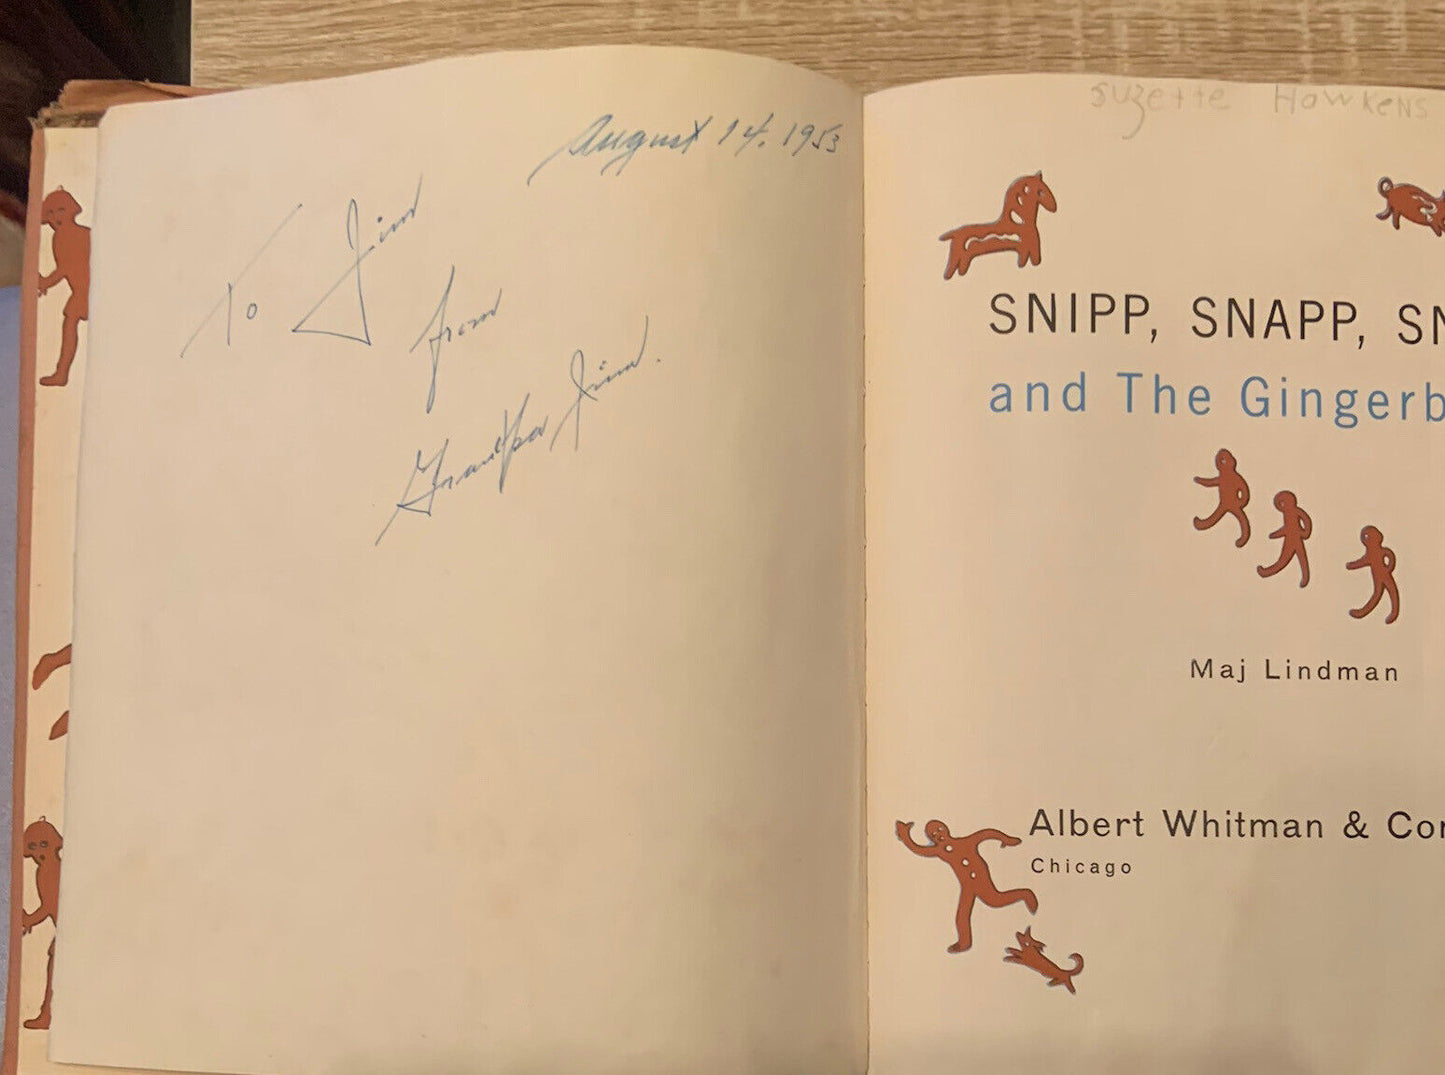 August 14, 1953
To Jim
from
Grandpa Jim.
Suzette Hawkens
SNIPP, SNAPP, SN
and The Gingerb
Maj Lindman
Albert Whitman & Cor
Chicago